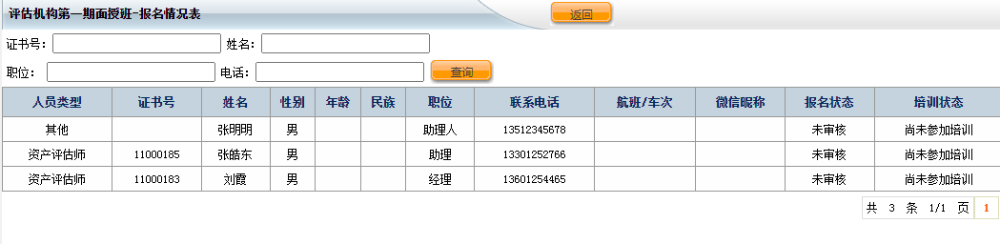 评估机构第一期面授班-报名情况表 返回
证书号： 姓名：
职位： 电话： 查询
人员类型 证书号 姓名 性别 年龄 民族 职位 联系电话 航班/车次 微信昵称 报名状态 培训状态
其他 张明明 男 助理人 13512345678 未审核 尚未参加培训
资产评估师 11000185 张皓东 男 助理 13301252766 未审核 尚未参加培训
资产评估师 11000183 刘霞 男 经理 13601254465 未审核 尚未参加培训
共 3 条 1/1 页 1